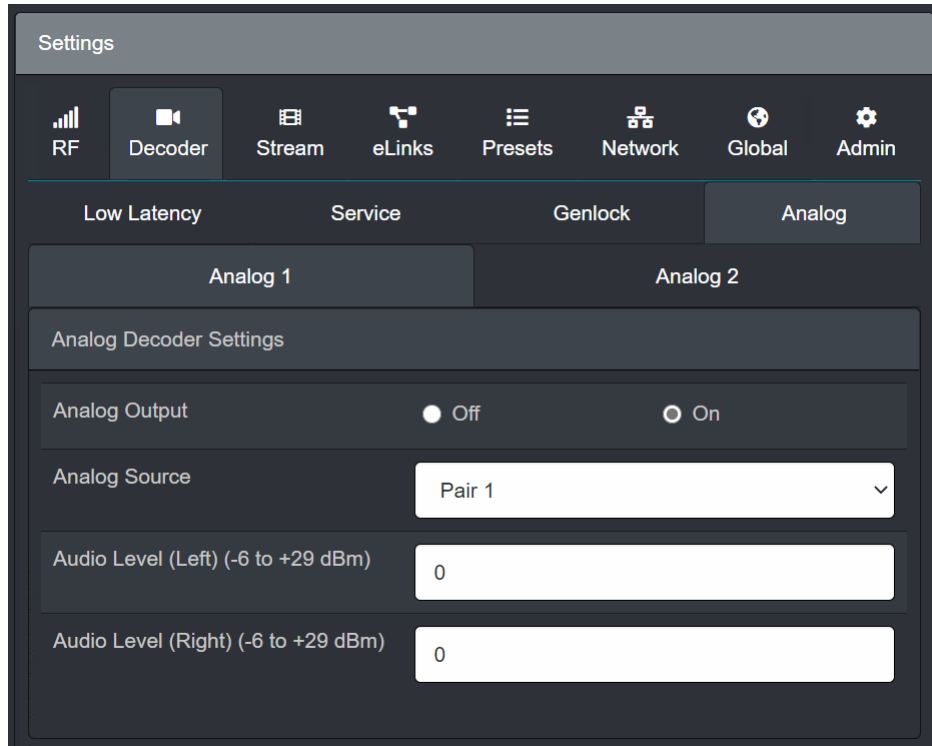 Settings
RF Decoder Stream eLinks Presets Network Global Admin
Low Latency Service Genlock Analog
Analog 1 Analog 2
Analog Decoder Settings
Analog Output Off On
Analog Source Pair 1
Audio Level (Left) (-6 to +29 dBm) 0
Audio Level (Right) (-6 to +29 dBm) 0